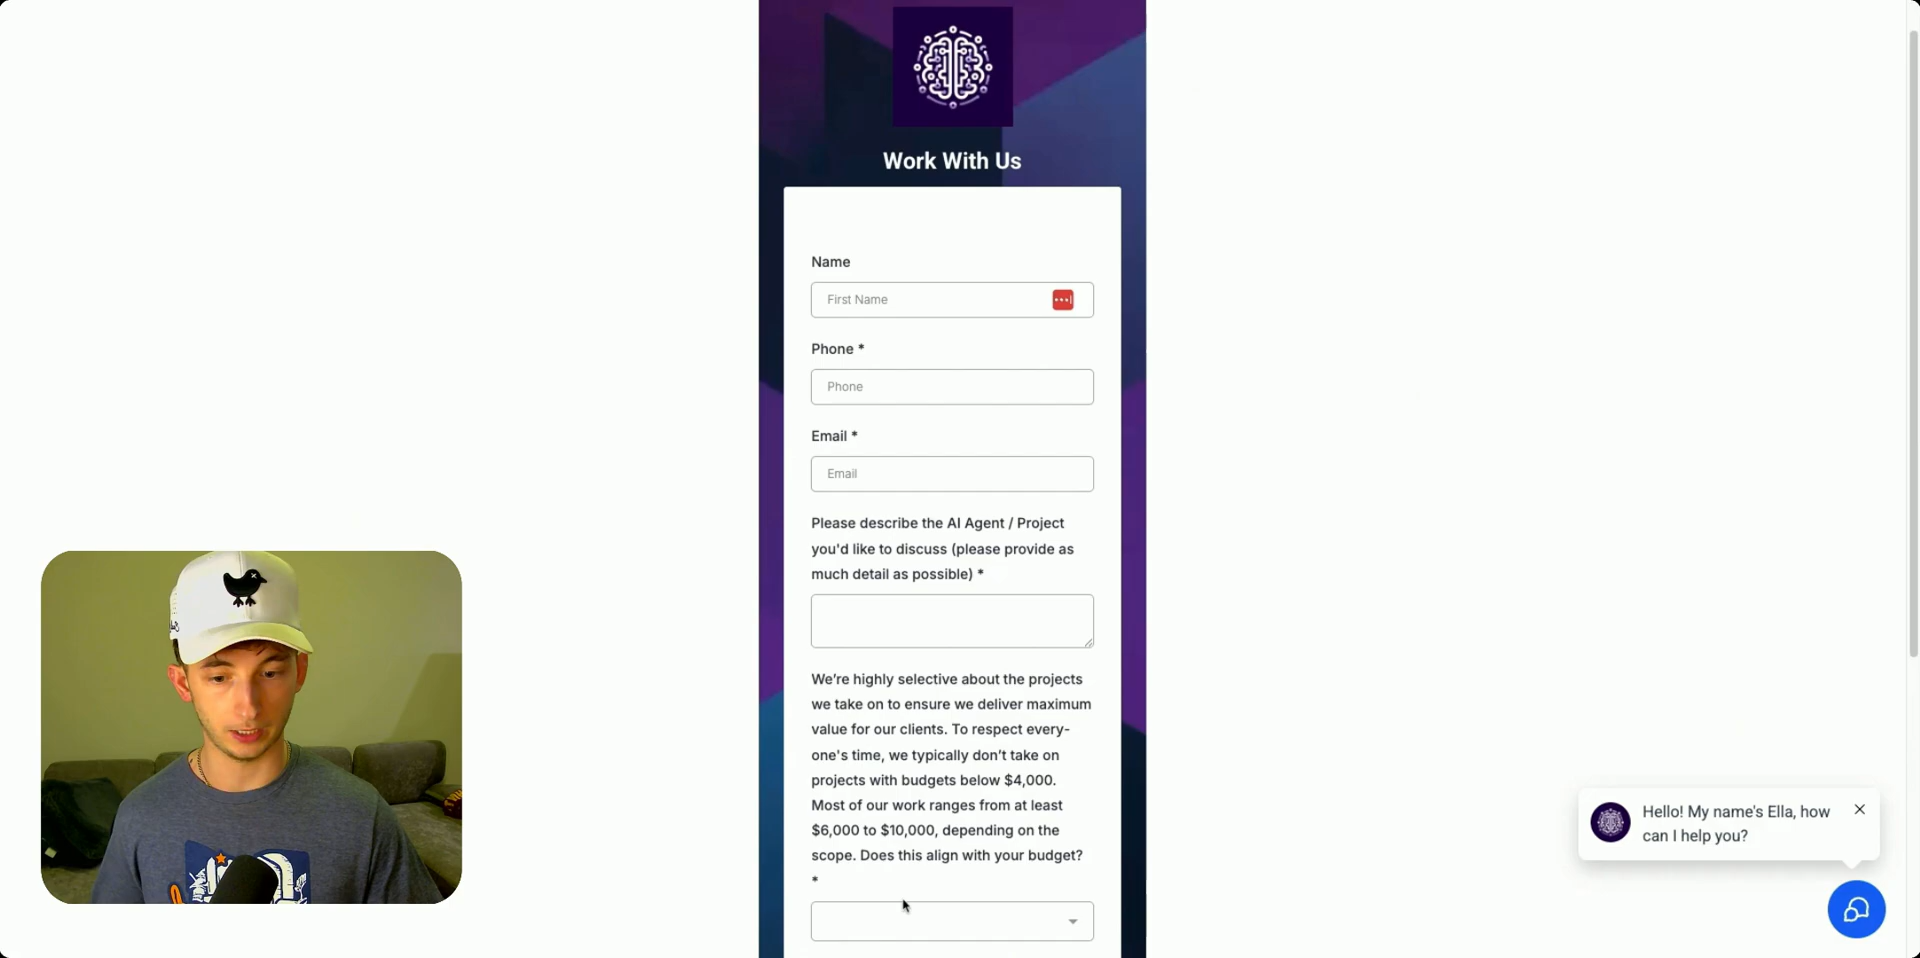 Work With Us
Name
First Name
Phone *
Phone
Email *
Email
Please describe the AI Agent / Project
you'd like to discuss (please provide as
much detail as possible) *
We’re highly selective about the projects
we take on to ensure we deliver maximum
value for our clients. To respect every-
one's time, we typically don’t take on
projects with budgets below $4,000.
Most of our work ranges from at least
$6,000 to $10,000, depending on the
scope. Does this align with your budget?
*
Hello! My name's Ella, how
can I help you?